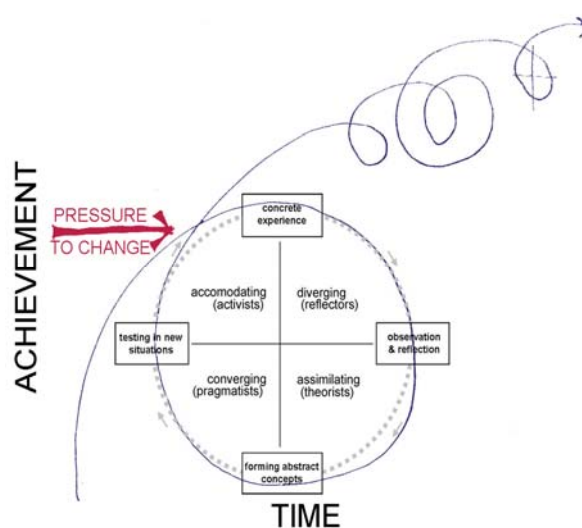 concrete
experience
PRESSURE
TO CHANGE
ACHIEVEMENT
accomodating
(activists)
diverging
(reflectors)
testing in new
situations
observation
& reflection
converging
(pragmatists)
assimilating
(theorists)
forming abstract
concepts
TIME